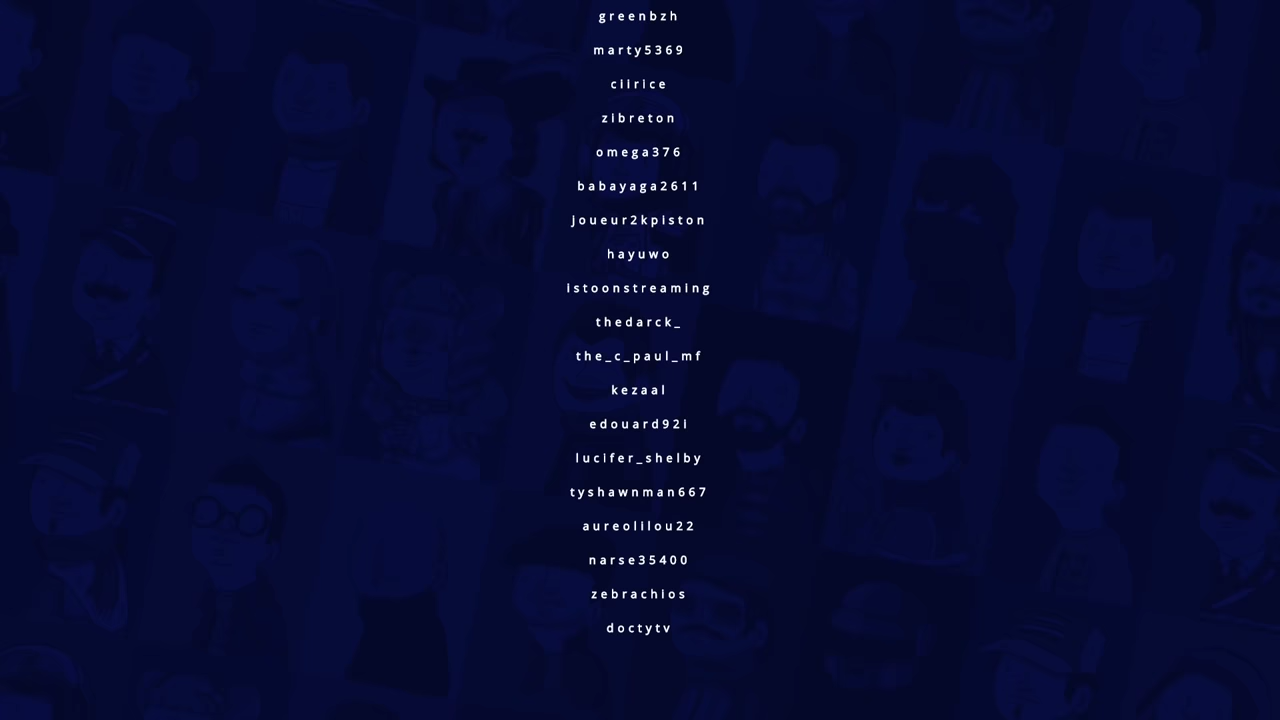 greenbzh
marty5369
clirice
zibreton
omega376
babayaga2611
joueur2kpiston
hayuwo
istoonstreaming
thedarck_
the_c_paul_mf
kezaal
edouard92i
lucifer_shelby
tyshawnman667
aureolilou22
narse35400
zebrachios
doctytv